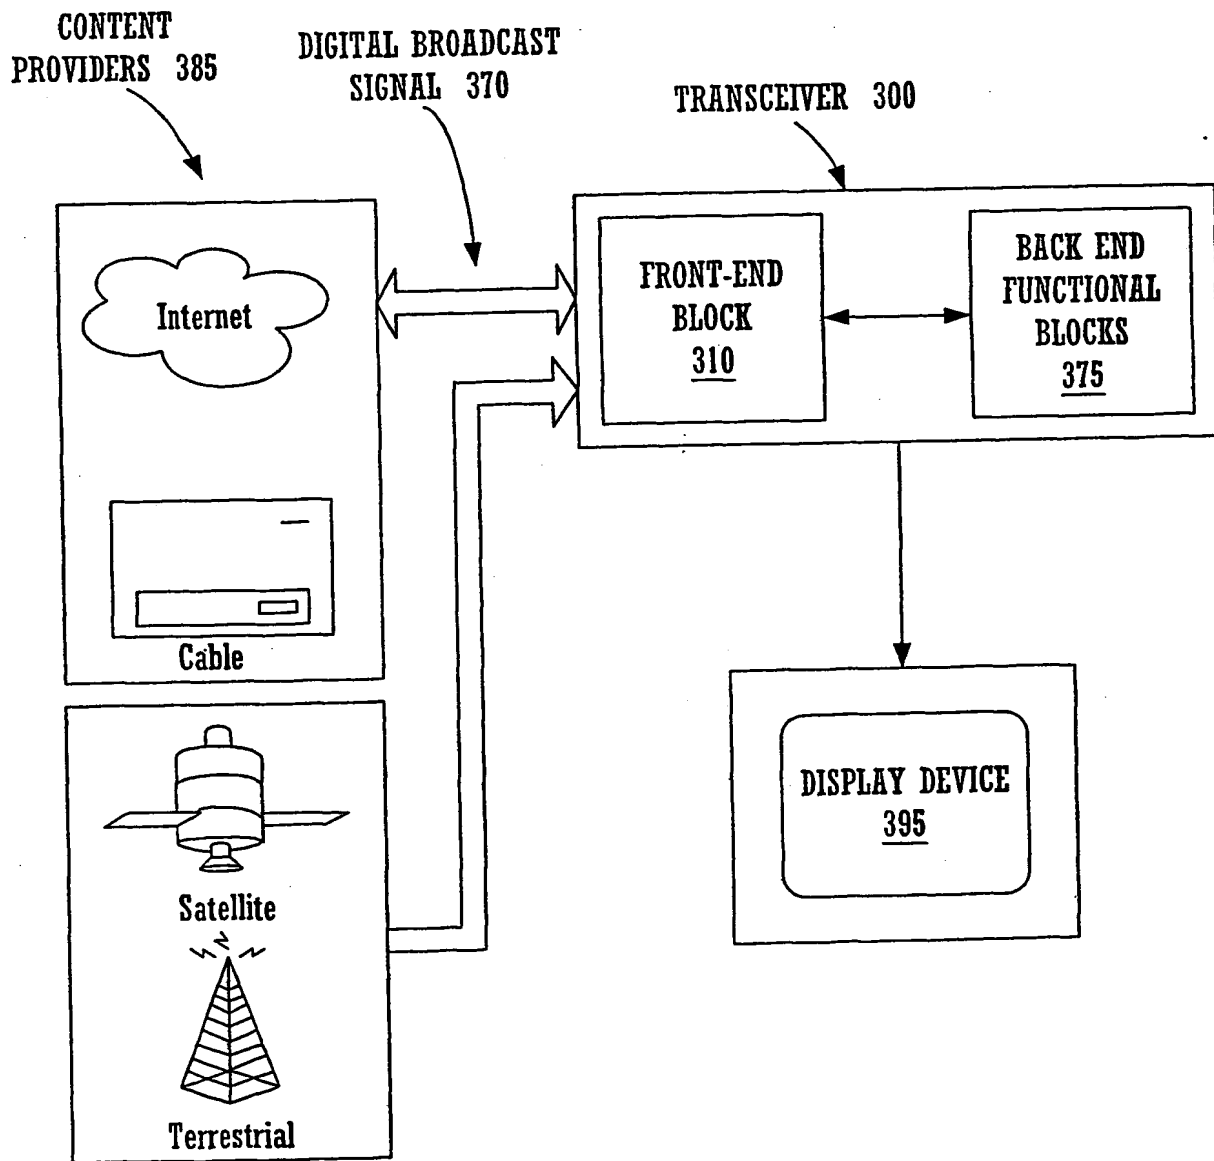 CONTENT
PROVIDERS 385
DIGITAL BROADCAST
SIGNAL 370
TRANSCEIVER 300
Internet
Cable
FRONT-END
BLOCK
310
BACK END
FUNCTIONAL
BLOCKS
375
Satellite
Terrestrial
DISPLAY DEVICE
395